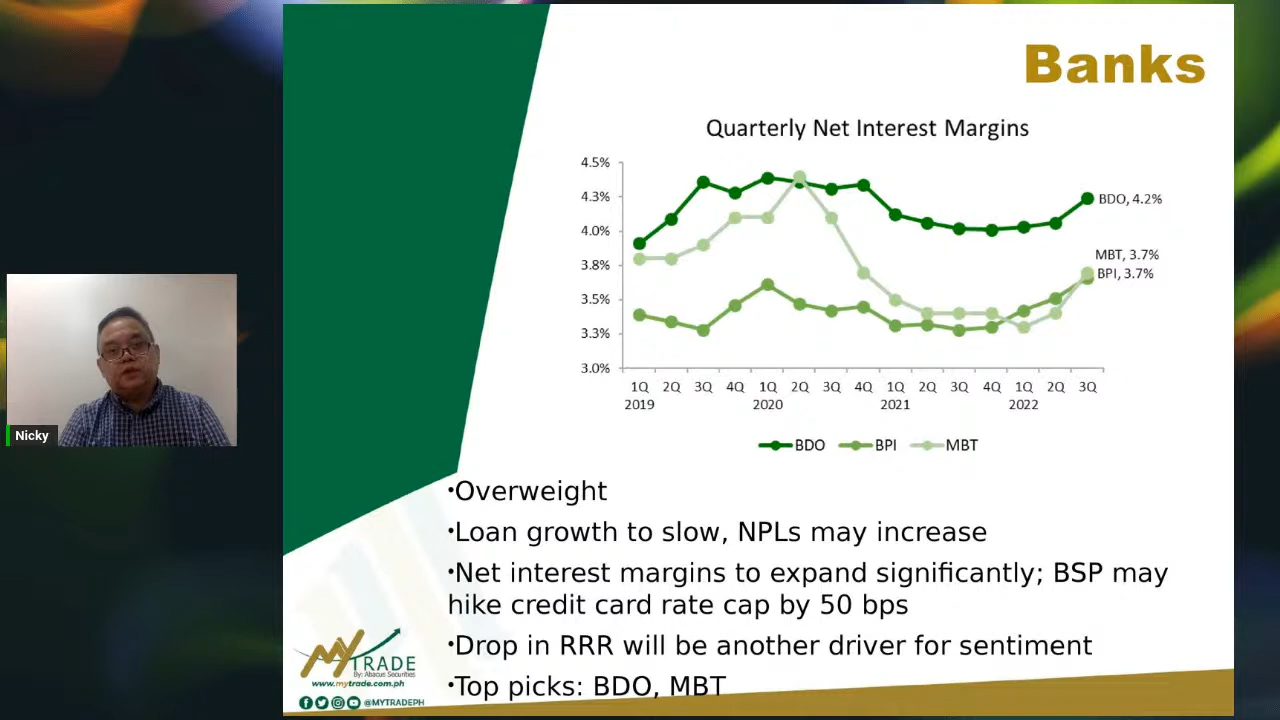 Banks
Quarterly Net Interest Margins
4.5%
4.3%
4.0%
3.8%
3.5%
3.3%
3.0%
BDO, 4.2%
MBT, 3.7%
BPI, 3.7%
1Q 2Q 3Q 4Q 1Q 2Q 3Q 4Q 1Q 2Q 3Q 4Q 1Q 2Q 3Q
2019 2020 2021 2022
BDO BPI MBT
Nicky
•Overweight
•Loan growth to slow, NPLs may increase
•Net interest margins to expand significantly; BSP may
hike credit card rate cap by 50 bps
•Drop in RRR will be another driver for sentiment
•Top picks: BDO, MBT
MYTRADE
By: Abacus Securities
www.mytrade.com.ph
@MYTRADEPH